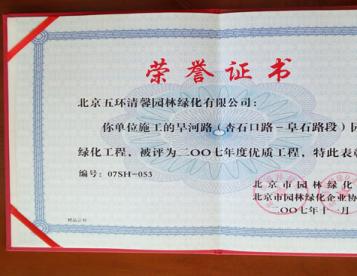 荣誉证书
北京五环清馨园林绿化有限公司：
你单位施工的旱河路（杏石口路－阜石路段）园
绿化工程，被评为二〇〇七年度优质工程，特此表彰
编号：07SH-053
北京市园林绿化
北京市园林绿化企业协
二〇〇七年十一月